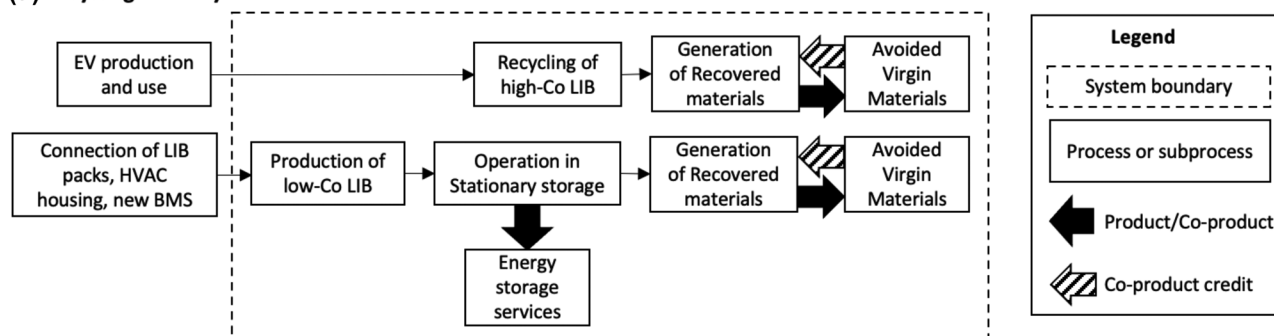 EV production
and use
Recycling of
high-Co LIB
Generation
of Recovered
materials
Avoided
Virgin
Materials
Connection of LIB
packs, HVAC
housing, new BMS
Production of
low-Co LIB
Operation in
Stationary storage
Generation
of Recovered
materials
Avoided
Virgin
Materials
Energy
storage
services
Legend
System boundary
Process or subprocess
Product/Co-product
Co-product credit